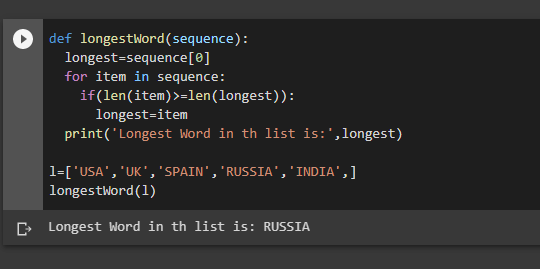 def longestWord(sequence):
  longest=sequence[0]
  for item in sequence:
    if(len(item)>=len(longest)):
      longest=item
  print('Longest Word in th list is:',longest)

l=['USA','UK','SPAIN','RUSSIA','INDIA',]
longestWord(l)
Longest Word in th list is: RUSSIA